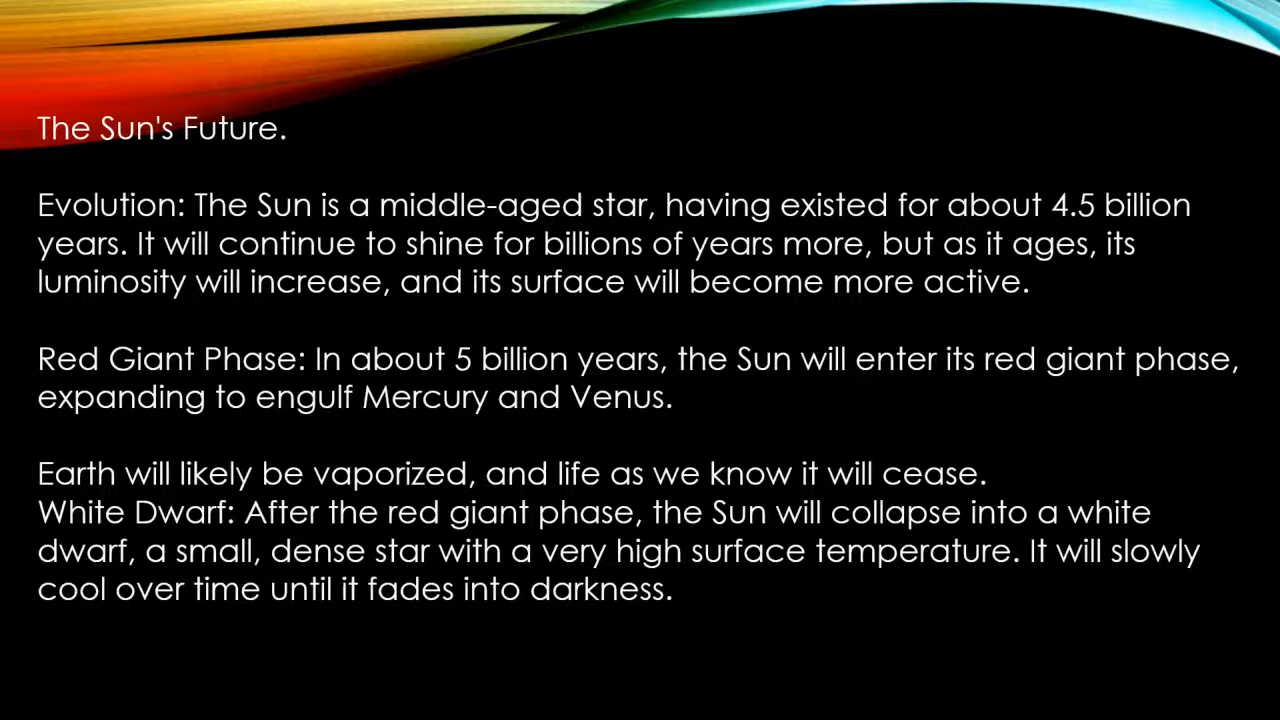 The Sun's Future.
Evolution: The Sun is a middle-aged star, having existed for about 4.5 billion
years. It will continue to shine for billions of years more, but as it ages, its
luminosity will increase, and its surface will become more active.
Red Giant Phase: In about 5 billion years, the Sun will enter its red giant phase,
expanding to engulf Mercury and Venus.
Earth will likely be vaporized, and life as we know it will cease.
White Dwarf: After the red giant phase, the Sun will collapse into a white
dwarf, a small, dense star with a very high surface temperature. It will slowly
cool over time until it fades into darkness.